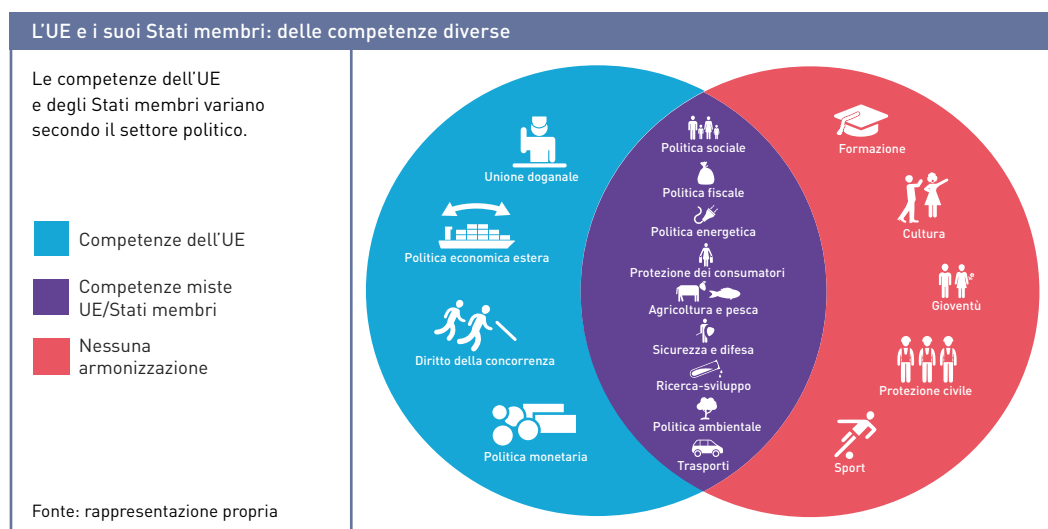 L'UE e i suoi Stati membri: delle competenze diverse
Le competenze dell'UE
e degli Stati membri variano
secondo il settore politico.
Competenze dell'UE
Competenze miste
UE/Stati membri
Nessuna
armonizzazione
Fonte: rappresentazione propria
Unione doganale
Politica economica estera
Diritto della concorrenza
Politica monetaria
Politica sociale
Politica fiscale
Politica energetica
Protezione dei consumatori
Agricoltura e pesca
Sicurezza e difesa
Ricerca-sviluppo
Politica ambientale
Trasporti
Formazione
Cultura
Gioventù
Protezione civile
Sport